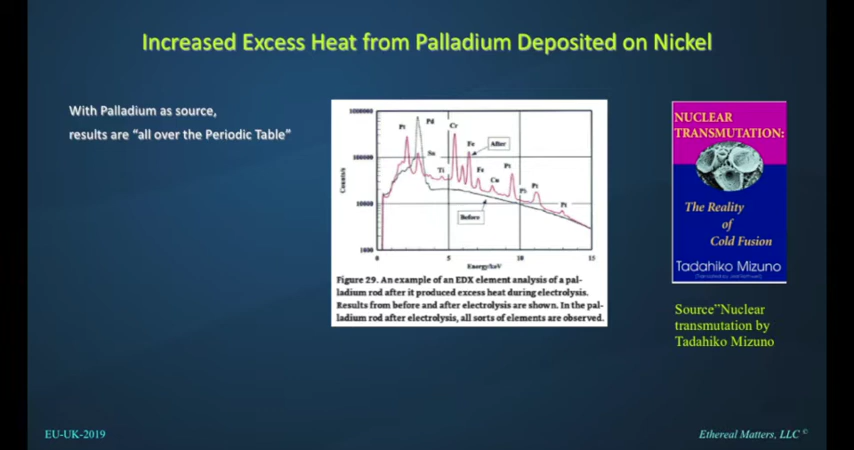 Increased Excess Heat from Palladium Deposited on Nickel
With Palladium as source,
results are “all over the Periodic Table”
1000000
100000
10000
1000
Counts/s
Pt
Pd
Sn
Ti
Cr
Fe
After
Fe
Cu
Pt
Pt
Pt
Before
0
5
10
15
Energy/keV
Figure 29. An example of an EDX element analysis of a pal-
ladium rod after it produced excess heat during electrolysis.
Results from before and after electrolysis are shown. In the pal-
ladium rod after electrolysis, all sorts of elements are observed.
NUCLEAR
TRANSMUTATION:
The Reality
of
Cold Fusion
Tadahiko Mizuno
Source”Nuclear
transmutation by
Tadahiko Mizuno
EU-UK-2019
Ethereal Matters, LLC ©